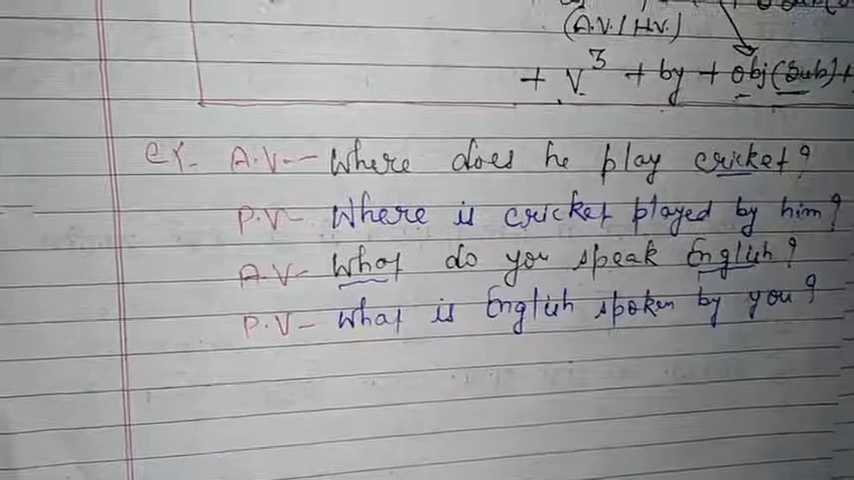 (A.V./H.V.)
+ V³ + by + obj(Sub) +
ex. A.V-- Where does he play cricket?
P.V- Where is cricket played by him?
A.V- What do you speak English?
P.V- What is English spoken by you?